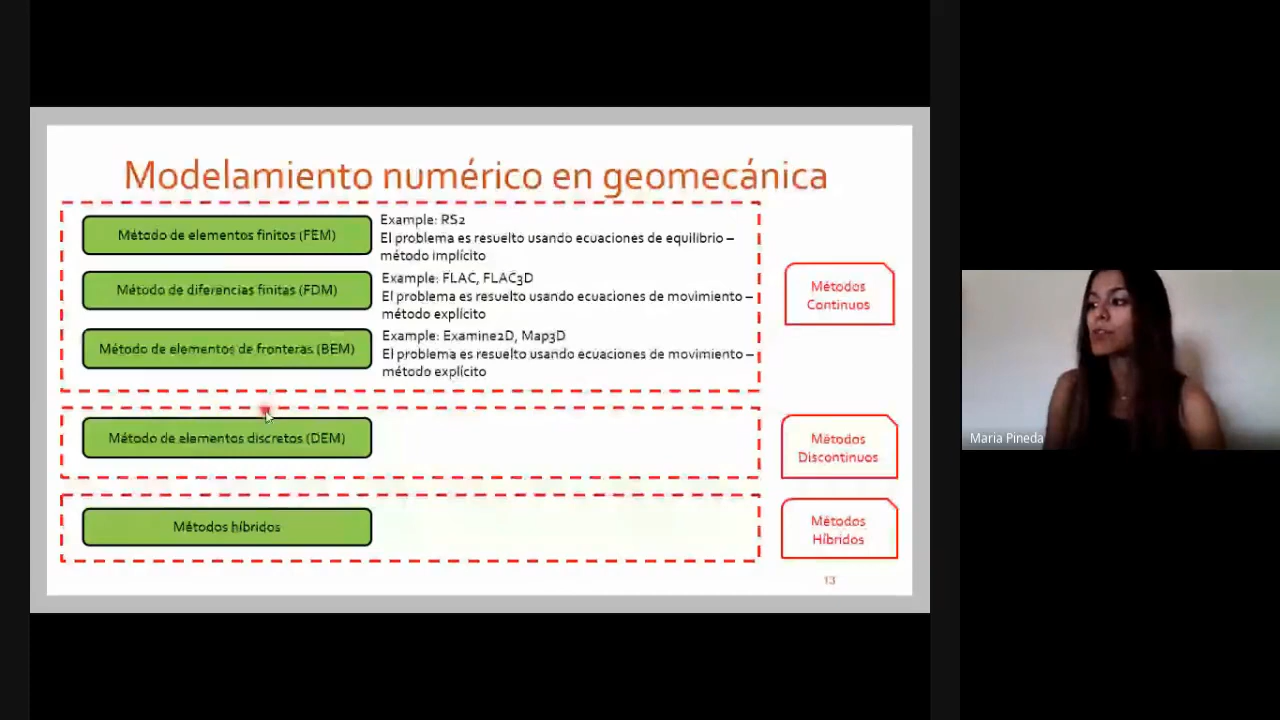 Modelamiento numérico en geomecánica
Método de elementos finitos (FEM)
Example: RS2
El problema es resuelto usando ecuaciones de equilibrio –
método implícito
Método de diferencias finitas (FDM)
Example: FLAC, FLAC3D
El problema es resuelto usando ecuaciones de movimiento –
método explícito
Método de elementos de fronteras (BEM)
Example: Examine2D, Map3D
El problema es resuelto usando ecuaciones de movimiento –
método explícito
Métodos
Continuos
Método de elementos discretos (DEM)
Métodos
Discontinuos
Métodos híbridos
Métodos
Híbridos
13
Maria Pineda